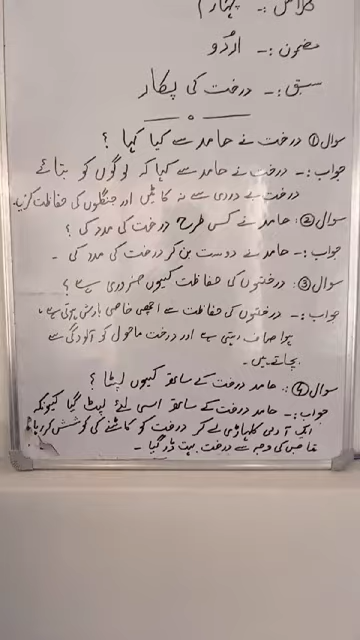 کلاس :۔ چہارم
مضمون :۔ اردو
سبق :۔ درخت کی پکار
سوال ① درخت نے حامد سے کیا کہا ؟
جواب :۔ درخت نے حامد سے کہا کہ لوگوں کو بتائے
درخت بے دردی سے نہ کاٹیں اور جنگلوں کی حفاظت کریں۔
سوال ② : حامد نے کس طرح درخت کی مدد کی ؟
جواب :۔ حامد نے دوست بن کر درخت کی مدد کی ۔
سوال ③ : درختوں کی حفاظت کیوں ضروری ہے ؟
جواب :۔ درختوں کی حفاظت سے اچھی خاصی بارش ہوتی ہے ،
ہوا صاف رہتی ہے اور درخت ماحول کو آلودگی سے
بچاتے ہیں ۔
سوال ④ : حامد درخت کے ساتھ کیوں لپٹا ؟
جواب :۔ حامد درخت کے ساتھ اسی لئے لپٹ گیا کیونکہ
ایک آدمی کلہاڑی لے کر درخت کو کاٹنے کی کوشش کر رہا تھا
کی وجہ سے درخت بہت ڈر گیا ۔